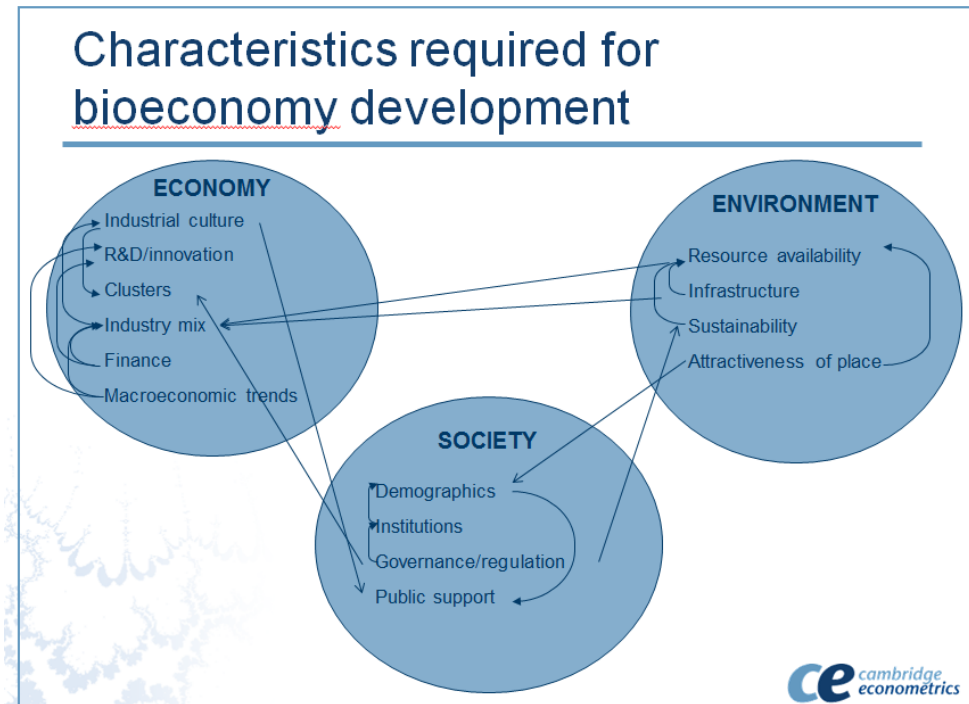 Characteristics required for
bioeconomy development
ECONOMY
Industrial culture
R&D/innovation
Clusters
Industry mix
Finance
Macroeconomic trends
ENVIRONMENT
Resource availability
Infrastructure
Sustainability
Attractiveness of place
SOCIETY
Demographics
Institutions
Governance/regulation
Public support
ce cambridge
econometrics